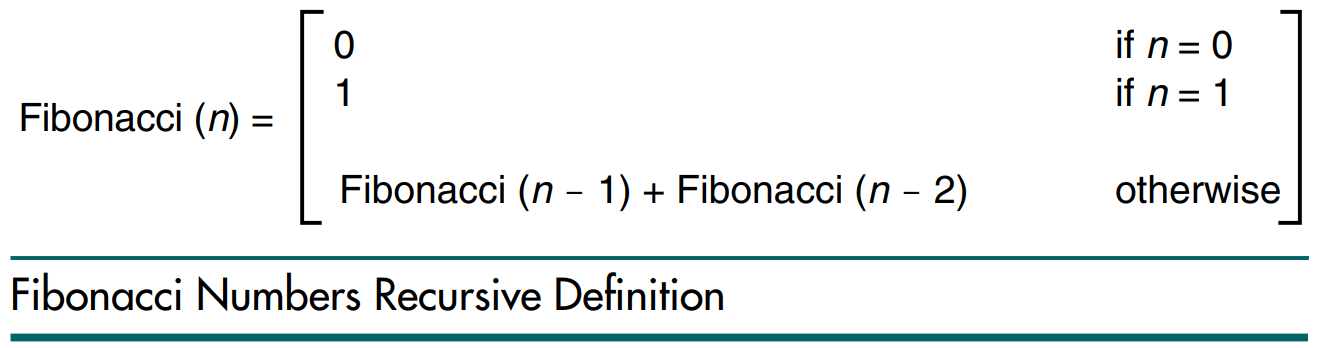 0 if n = 0
1 if n = 1
Fibonacci (n) =
Fibonacci (n – 1) + Fibonacci (n – 2) otherwise
Fibonacci Numbers Recursive Definition